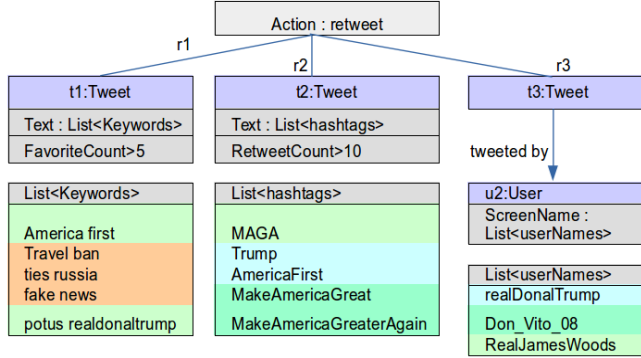 Action : retweet
r1
r2
r3
t1:Tweet
Text : List<Keywords>
FavoriteCount>5
t2:Tweet
Text : List<hashtags>
RetweetCount>10
t3:Tweet
tweeted by
u2:User
ScreenName :
List<userNames>
List<Keywords>
America first
Travel ban
ties russia
fake news
potus realdonaltrump
List<hashtags>
MAGA
Trump
AmericaFirst
MakeAmericaGreat
MakeAmericaGreaterAgain
List<userNames>
realDonalTrump
Don_Vito_08
RealJamesWoods